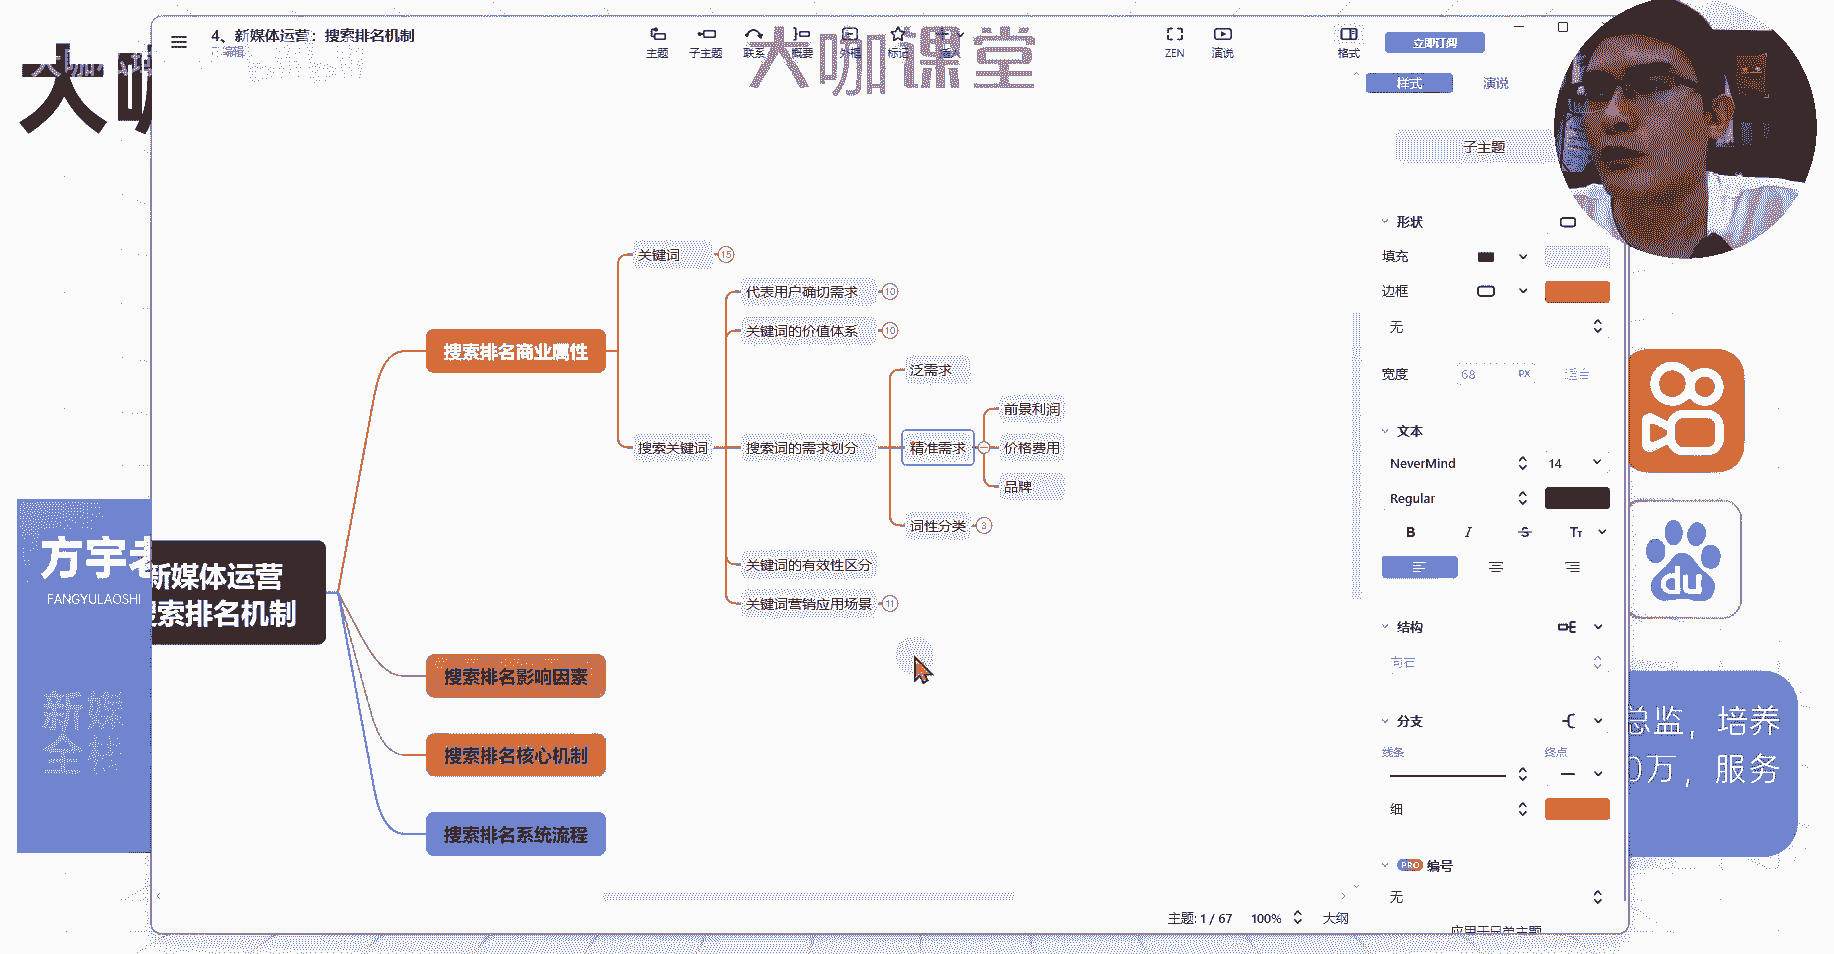 4、新媒体运营：搜索排名机制
已编辑
主题
子主题
联系
概要
外框
标记
ZEN
演说
格式
立即订阅
大咖课堂
样式
演说
子主题
形状
填充
边框
无
宽度
68
PX
适合
文本
NeverMind
14
Regular
B
I
S
Tт
结构
向右
分支
线条
终点
细
PRO
编号
无
应用于兄弟主题
关键词
15
代表用户确切需求
10
关键词的价值体系
10
泛需求
搜索排名商业属性
前景利润
搜索关键词
搜索词的需求划分
精准需求
价格费用
品牌
词性分类
3
关键词的有效性区分
关键词营销应用场景
11
新媒体运营
搜索排名机制
搜索排名影响因素
搜索排名核心机制
搜索排名系统流程
主题: 1 / 67
100%
大纲
大咖
方宇老
FANGYULAOSHI
新媒
全栈
du
总监，培养
0万，服务